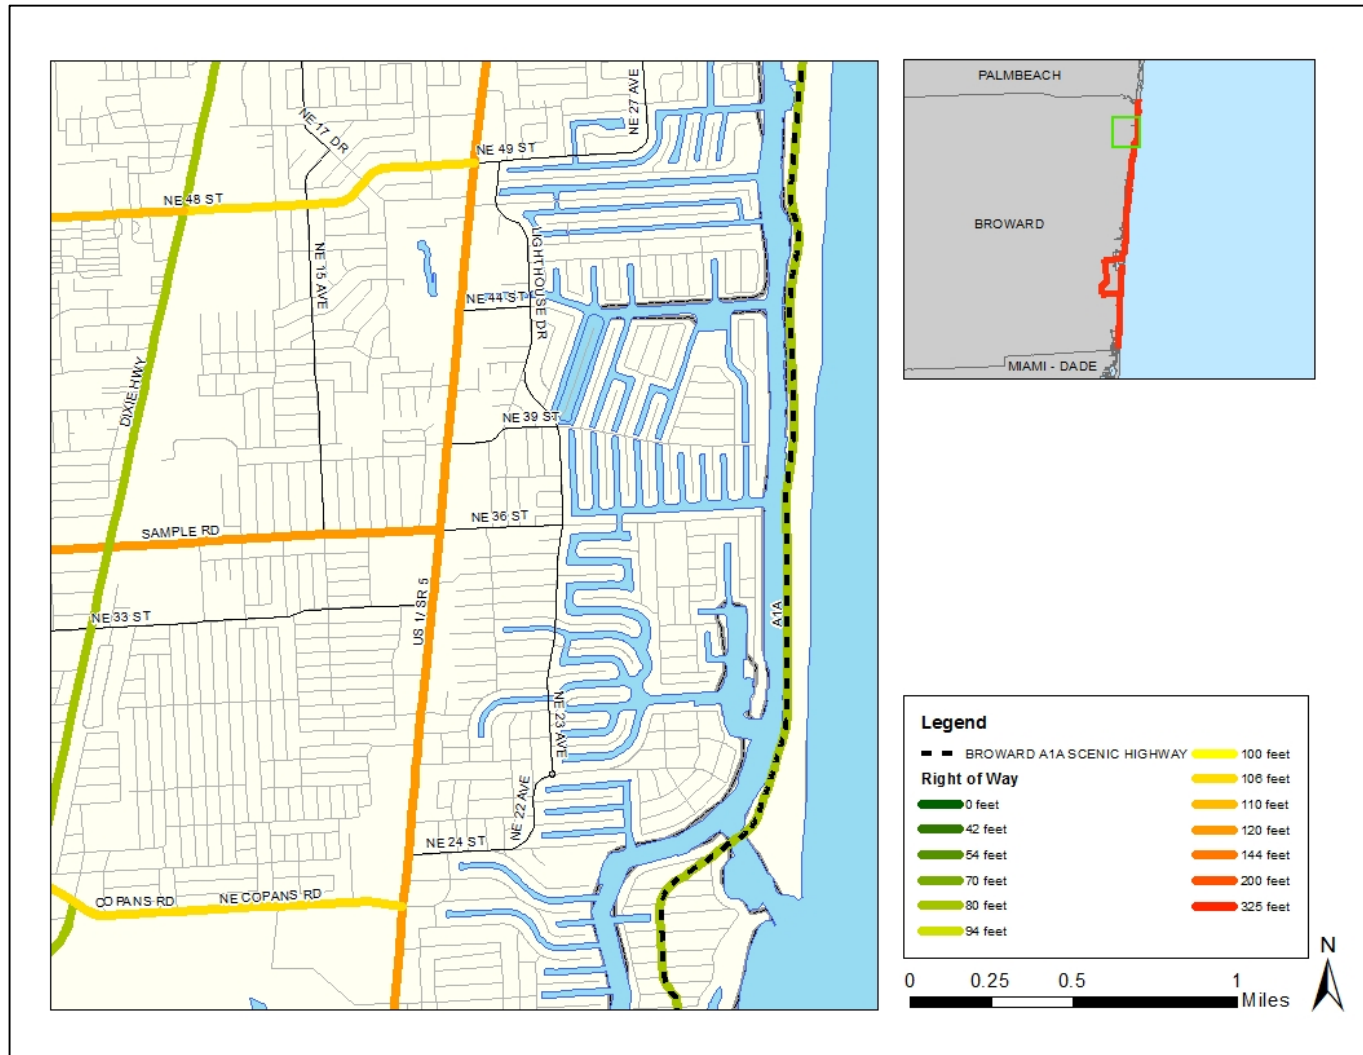 NE 17 DR
NE 27 AVE
NE 49 ST
NE 48 ST
NE 15 AVE
LIGHTHOUSE DR
NE 44 ST
DIXIE HWY
NE 39 ST
NE 36 ST
SAMPLE RD
US 1/ SR 5
A1A
NE 33 ST
NE 23 AVE
NE 22 AVE
NE 24 ST
COPANS RD
NE COPANS RD
PALMBEACH
BROWARD
MIAMI - DADE
Legend
BROWARD A1A SCENIC HIGHWAY
Right of Way
0 feet
42 feet
54 feet
70 feet
80 feet
94 feet
100 feet
106 feet
110 feet
120 feet
144 feet
200 feet
325 feet
0 0.25 0.5 1
Miles
N